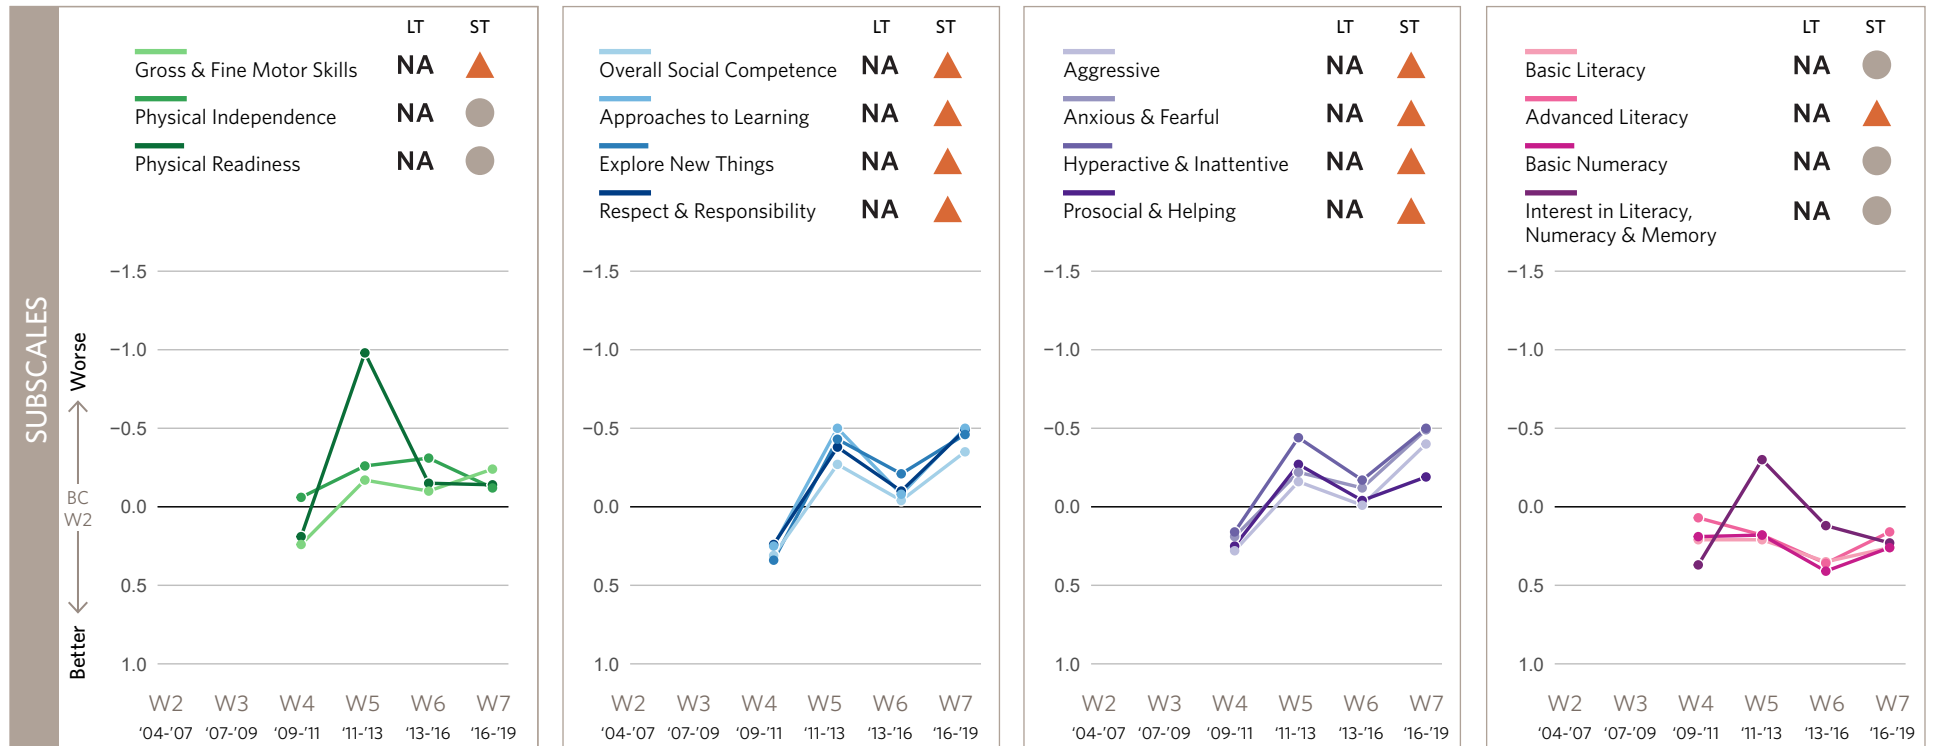 SUBSCALES
Worse
BC
W2
Better
LT ST
Gross & Fine Motor Skills NA
Physical Independence NA
Physical Readiness NA
−1.5
−1.0
−0.5
0.0
0.5
1.0
W2 W3 W4 W5 W6 W7
‘04-’07 ‘07-’09 ‘09-’11 ‘11-’13 ‘13-’16 ‘16-’19
LT ST
Overall Social Competence NA
Approaches to Learning NA
Explore New Things NA
Respect & Responsibility NA
−1.5
−1.0
−0.5
0.0
0.5
1.0
W2 W3 W4 W5 W6 W7
‘04-’07 ‘07-’09 ‘09-’11 ‘11-’13 ‘13-’16 ‘16-’19
LT ST
Aggressive NA
Anxious & Fearful NA
Hyperactive & Inattentive NA
Prosocial & Helping NA
−1.5
−1.0
−0.5
0.0
0.5
1.0
W2 W3 W4 W5 W6 W7
‘04-’07 ‘07-’09 ‘09-’11 ‘11-’13 ‘13-’16 ‘16-’19
LT ST
Basic Literacy NA
Advanced Literacy NA
Basic Numeracy NA
Interest in Literacy, NA
Numeracy & Memory
−1.5
−1.0
−0.5
0.0
0.5
1.0
W2 W3 W4 W5 W6 W7
‘04-’07 ‘07-’09 ‘09-’11 ‘11-’13 ‘13-’16 ‘16-’19